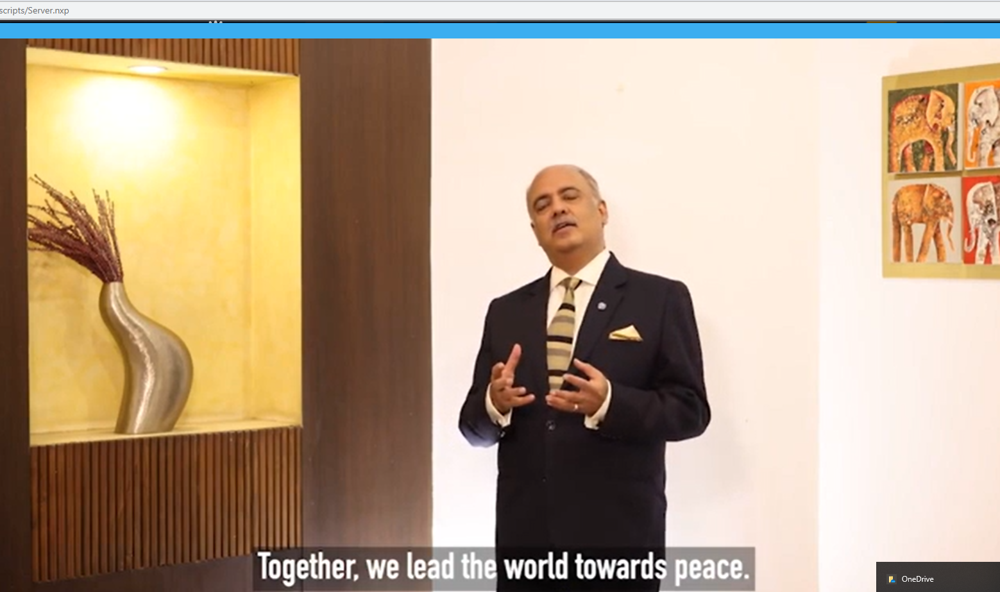 scripts/Server.nxp
Together, we lead the world towards peace.
OneDrive